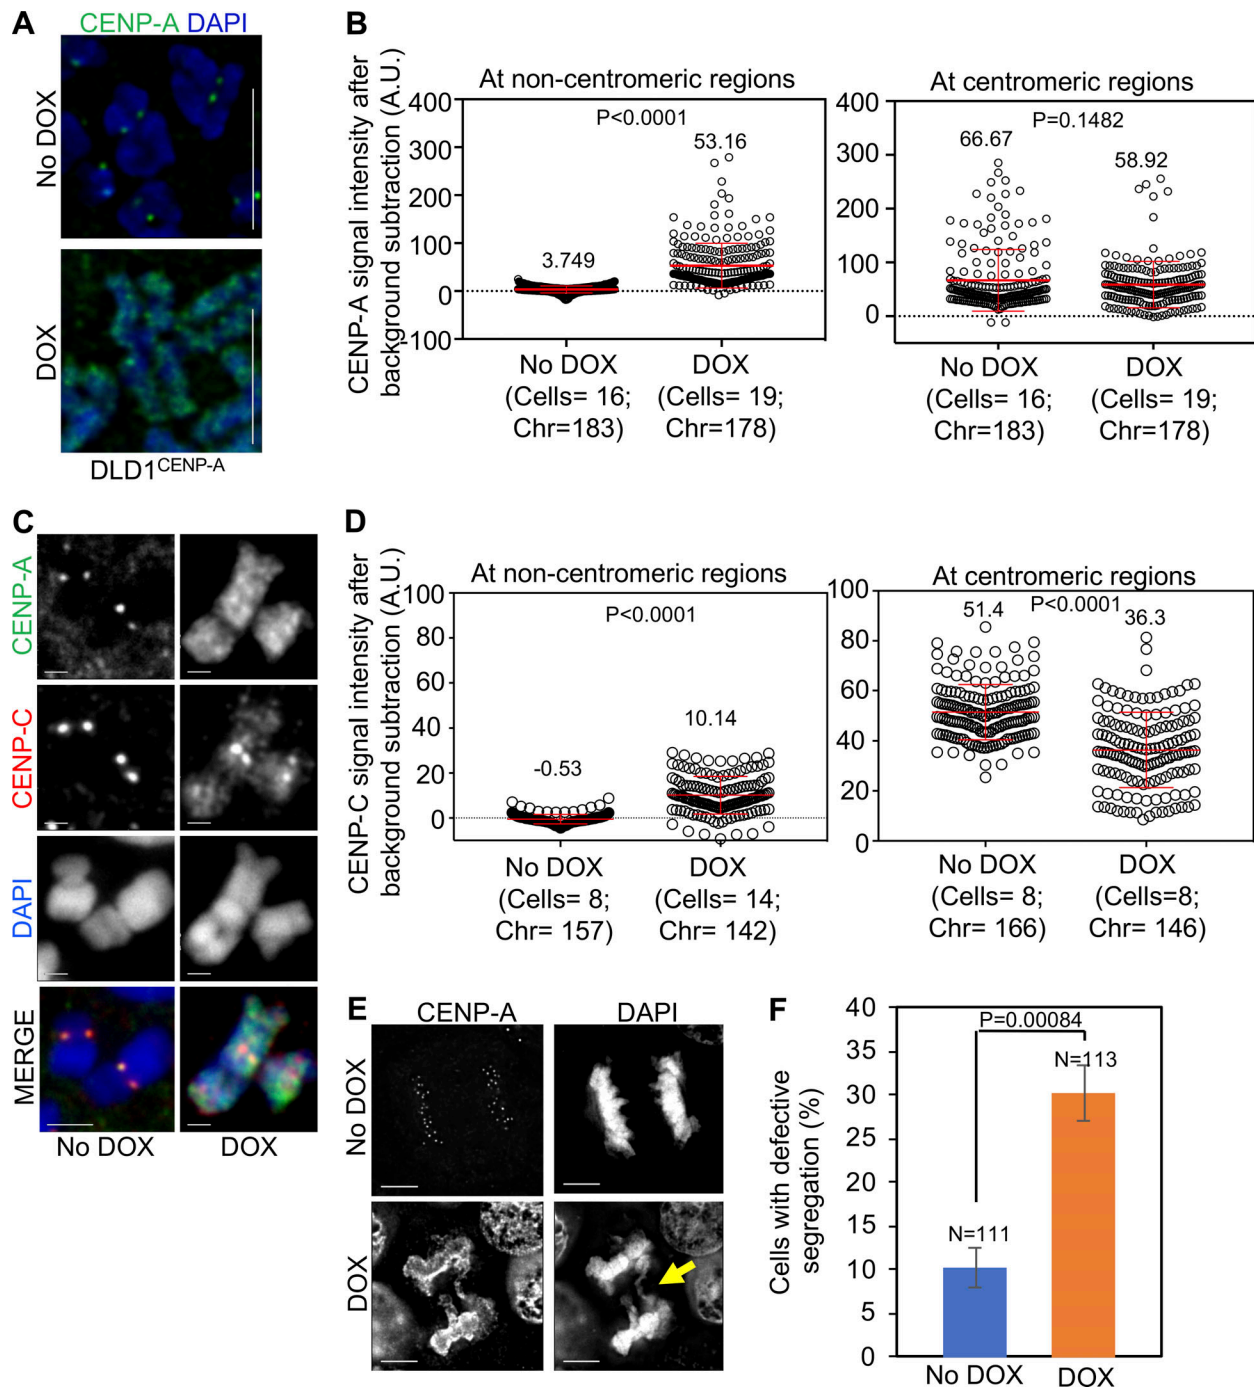 A
CENP-A DAPI
No DOX
DOX
DLD1CENP-A
B
CENP-A signal intensity after
background subtraction (A.U.)
At non-centromeric regions
400
300
200
100
0
-100
P<0.0001
3.749
53.16
No DOX
(Cells= 16;
Chr=183)
DOX
(Cells= 19;
Chr=178)
At centromeric regions
400
300
200
100
0
P=0.1482
66.67
58.92
No DOX
(Cells= 16;
Chr=183)
DOX
(Cells= 19;
Chr=178)
C
CENP-A
CENP-C
DAPI
MERGE
No DOX
DOX
D
CENP-C signal intensity after
background subtraction (A.U.)
At non-centromeric regions
100
80
60
40
20
0
P<0.0001
-0.53
10.14
No DOX
(Cells= 8;
Chr= 157)
DOX
(Cells= 14;
Chr= 142)
At centromeric regions
100
80
60
40
20
0
P<0.0001
51.4
36.3
No DOX
(Cells= 8;
Chr= 166)
DOX
(Cells=8;
Chr= 146)
E
CENP-A
DAPI
No DOX
DOX
F
Cells with defective
segregation (%)
40
35
30
25
20
15
10
5
0
P=0.00084
N=111
N=113
No DOX
DOX